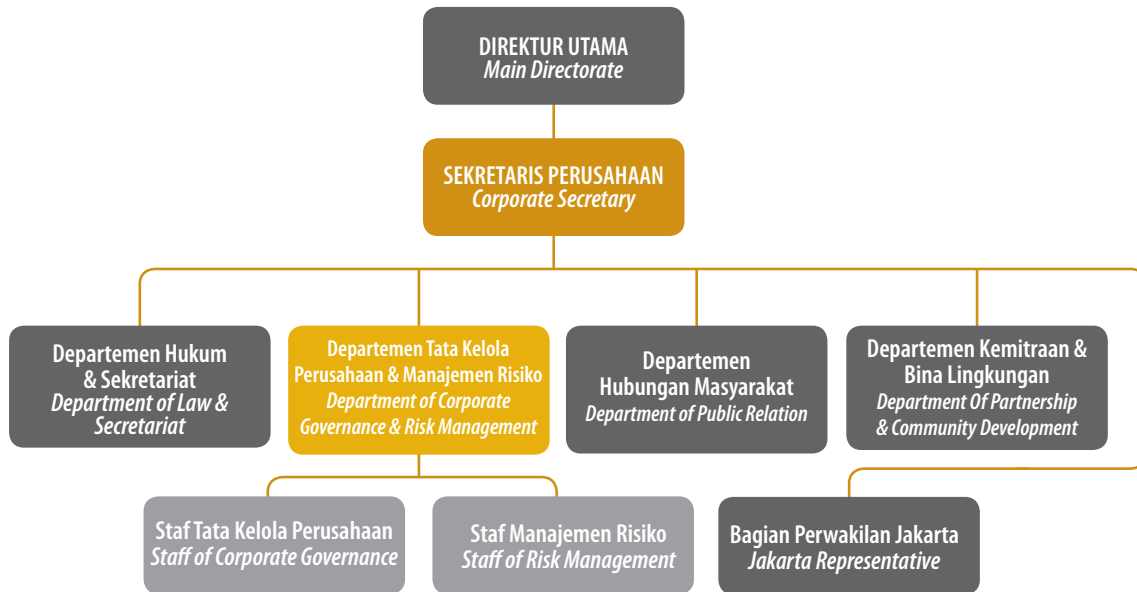 DIREKTUR UTAMA
Main Directorate
SEKRETARIS PERUSAHAAN
Corporate Secretary
Departemen Hukum
& Sekretariat
Department of Law &
Secretariat
Departemen Tata Kelola
Perusahaan & Manajemen Risiko
Department of Corporate
Governance & Risk Management
Departemen
Hubungan Masyarakat
Department of Public Relation
Departemen Kemitraan &
Bina Lingkungan
Department Of Partnership
& Community Development
Staf Tata Kelola Perusahaan
Staff of Corporate Governance
Staf Manajemen Risiko
Staff of Risk Management
Bagian Perwakilan Jakarta
Jakarta Representative